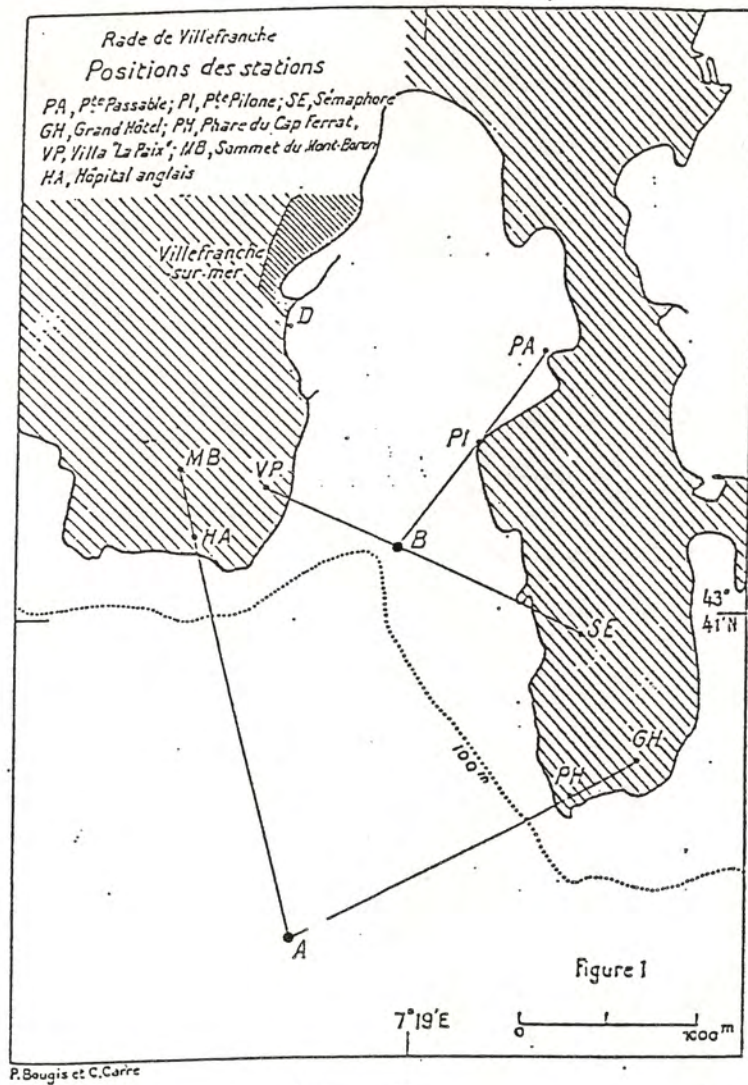 Rade de Villefranche
Positions des stations
PA, Pte Passable; PI, Pte Pilone; SE, Sémaphore
GH, Grand Hôtel; PH, Phare du Cap Ferrat,
VP, Villa "La Paix"; MB, Sommet du Mont-Boron
HA, Hôpital anglais
Villefranche
sur-mer
D
PA
PI
MB
VP
HA
B
43°
41'N
SE
GH
PH
100m
A
Figure 1
7°19'E
0
1000 m
P. Bougis et C. Carré